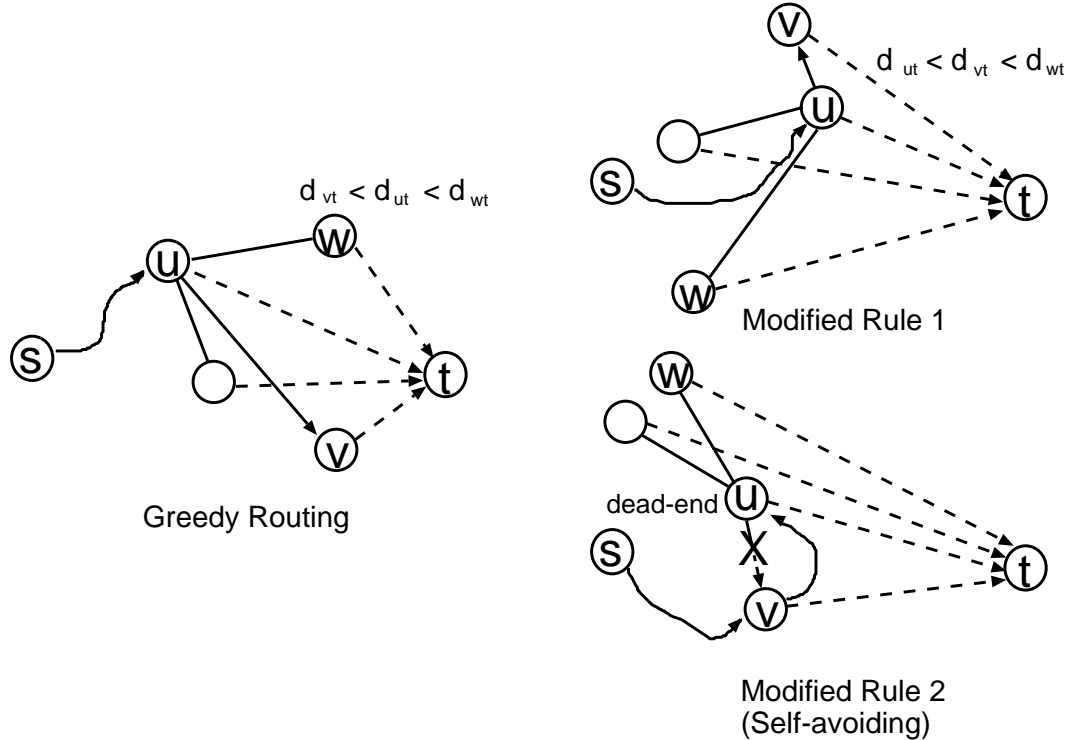 d vt < d ut < d wt
u
w
s
t
v
Greedy Routing
v
d ut < d vt < d wt
u
s
t
w
Modified Rule 1
w
dead-end
u
s
X
t
v
Modified Rule 2
(Self-avoiding)